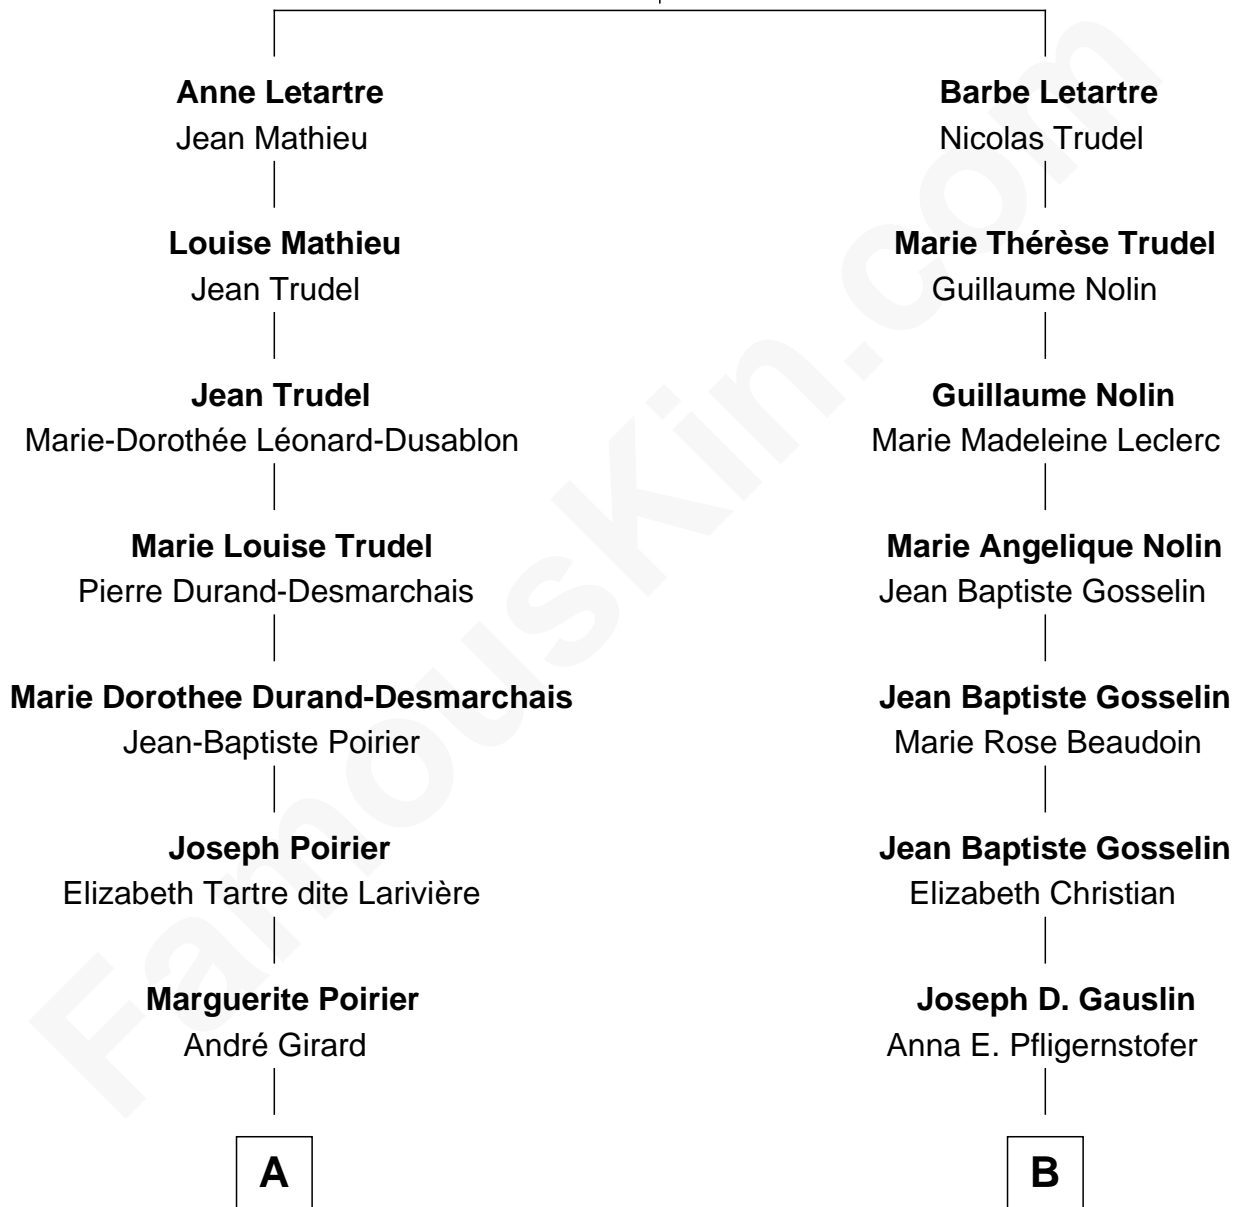 Anne Letartre
Jean Mathieu
Louise Mathieu
Jean Trudel
Jean Trudel
Marie-Dorothée Léonard-Dusablon
Marie Louise Trudel
Pierre Durand-Desmarchais
Marie Dorothee Durand-Desmarchais
Jean-Baptiste Poirier
Joseph Poirier
Elizabeth Tartre dite Larivière
Marguerite Poirier
André Girard
A
Barbe Letartre
Nicolas Trudel
Marie Thérèse Trudel
Guillaume Nolin
Guillaume Nolin
Marie Madeleine Leclerc
Marie Angelique Nolin
Jean Baptiste Gosselin
Jean Baptiste Gosselin
Marie Rose Beaudoin
Jean Baptiste Gosselin
Elizabeth Christian
Joseph D. Gauslin
Anna E. Pfligernstofer
B
FamousKin.com